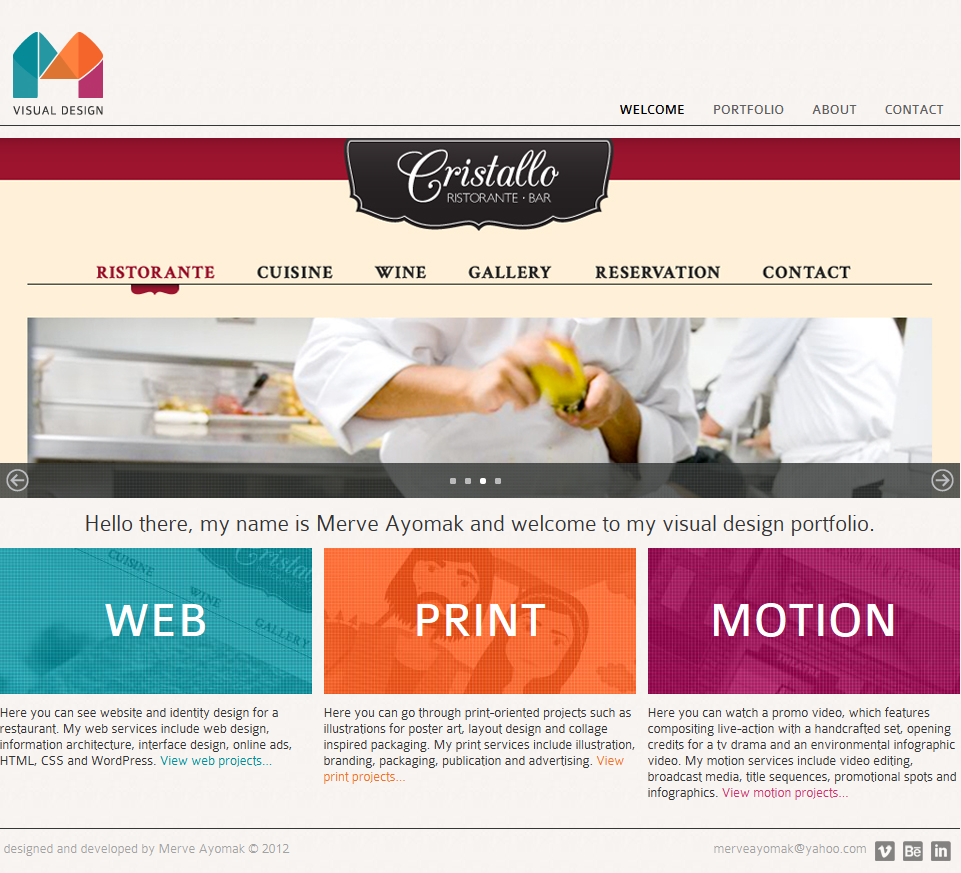 VISUAL DESIGN
WELCOME PORTFOLIO ABOUT CONTACT
Cristallo
RISTORANTE · BAR
RISTORANTE CUISINE WINE GALLERY RESERVATION CONTACT
Hello there, my name is Merve Ayomak and welcome to my visual design portfolio.
CUISINE
WINE
GALLERY
WEB
PRINT
MOTION
Here you can see website and identity design for a
restaurant. My web services include web design,
information architecture, interface design, online ads,
HTML, CSS and WordPress. View web projects...
Here you can go through print-oriented projects such as
illustrations for poster art, layout design and collage
inspired packaging. My print services include illustration,
branding, packaging, publication and advertising. View
print projects...
Here you can watch a promo video, which features
compositing live-action with a handcrafted set, opening
credits for a tv drama and an environmental infographic
video. My motion services include video editing,
broadcast media, title sequences, promotional spots and
infographics. View motion projects...
designed and developed by Merve Ayomak © 2012
merveayomak@yahoo.com
Bē
in